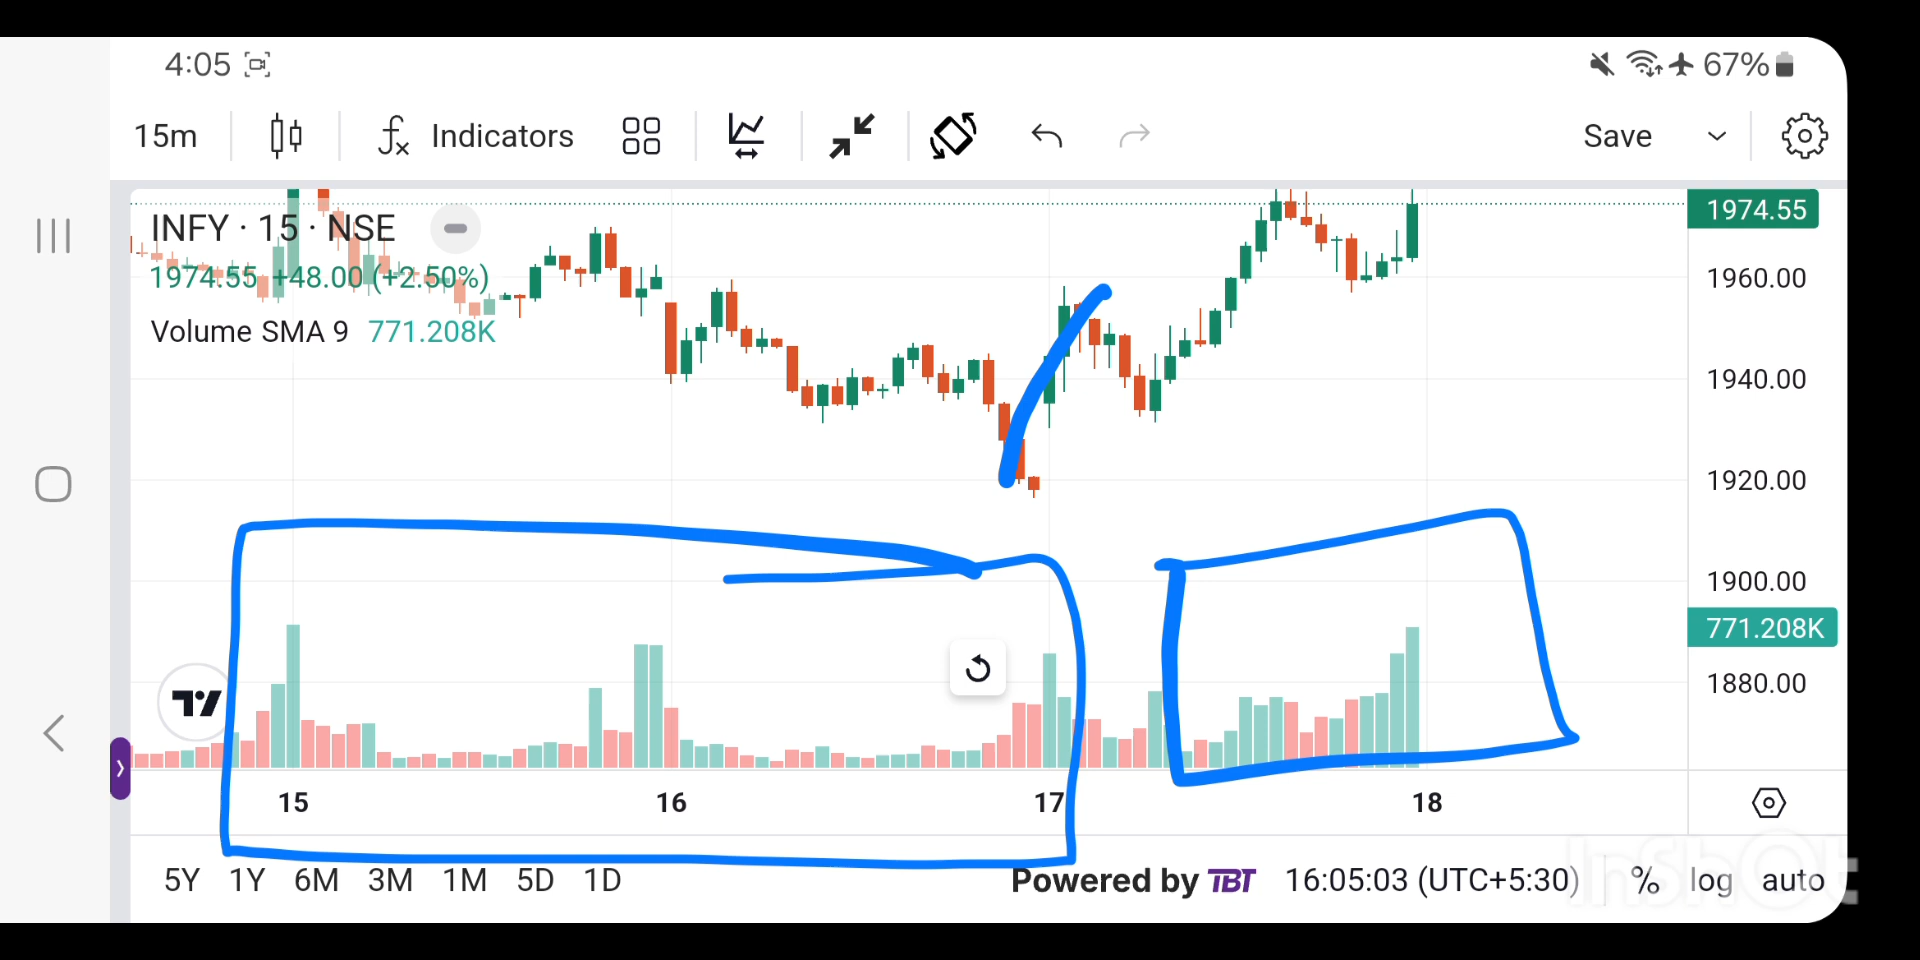 4:05 67%
15m Indicators Save
INFY · 15 · NSE
1974.55 +48.00 (+2.50%)
Volume SMA 9 771.208K
1974.55
1960.00
1940.00
1920.00
1900.00
771.208K
1880.00
15 16 17 18
5Y 1Y 6M 3M 1M 5D 1D Powered by TBT 16:05:03 (UTC+5:30) % log auto
InShOt